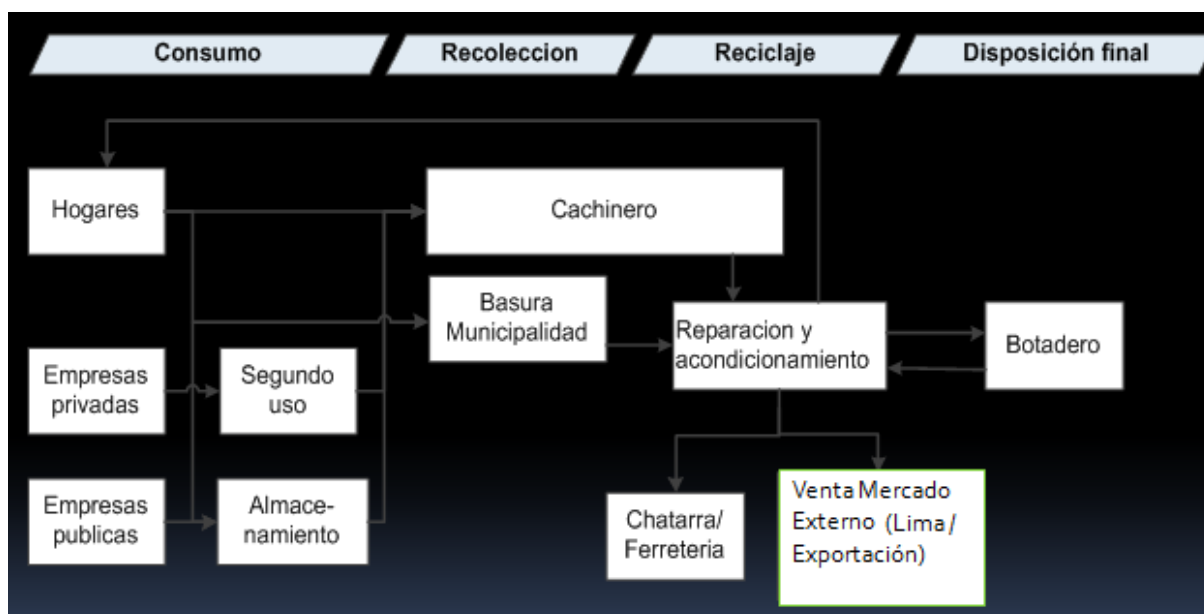 Consumo
Recoleccion
Reciclaje
Disposición final
Hogares
Cachinero
Basura
Municipalidad
Reparacion y
acondicionamiento
Botadero
Empresas
privadas
Segundo
uso
Empresas
publicas
Almace-
namiento
Chatarra/
Ferreteria
Venta Mercado
Externo (Lima/
Exportación)